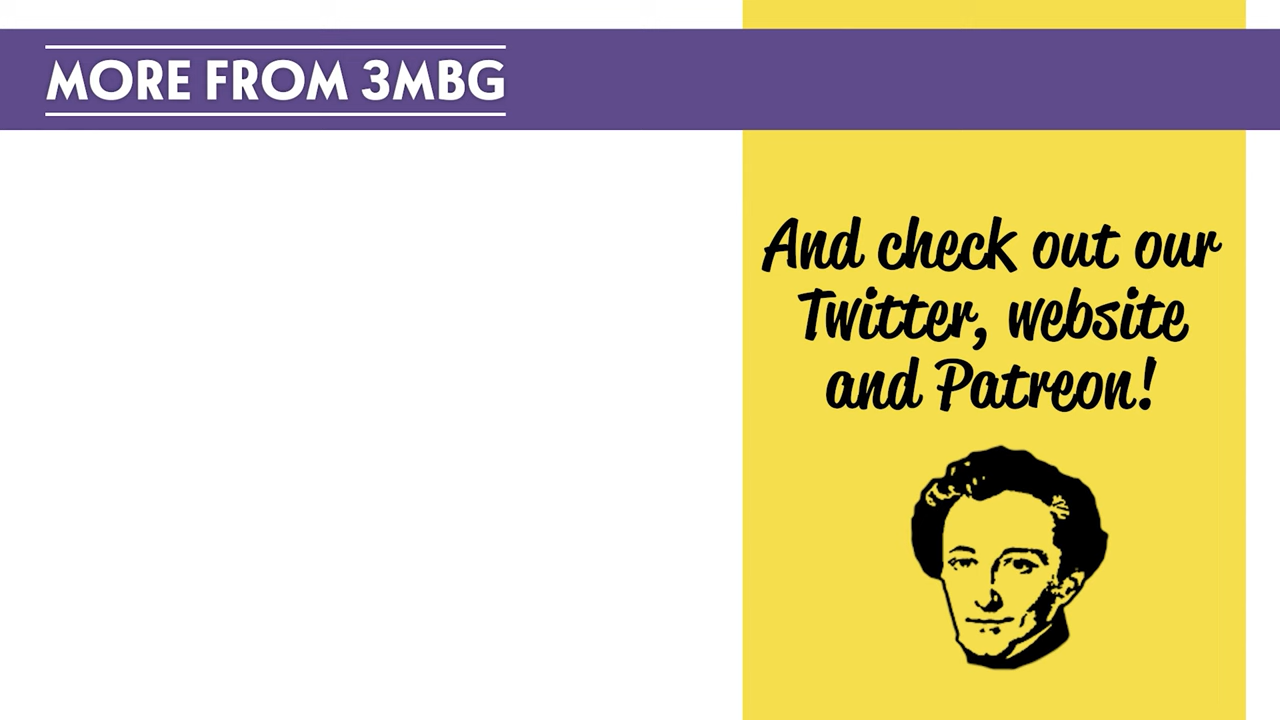 MORE FROM 3MBG
And check out our
Twitter, website
and Patreon!